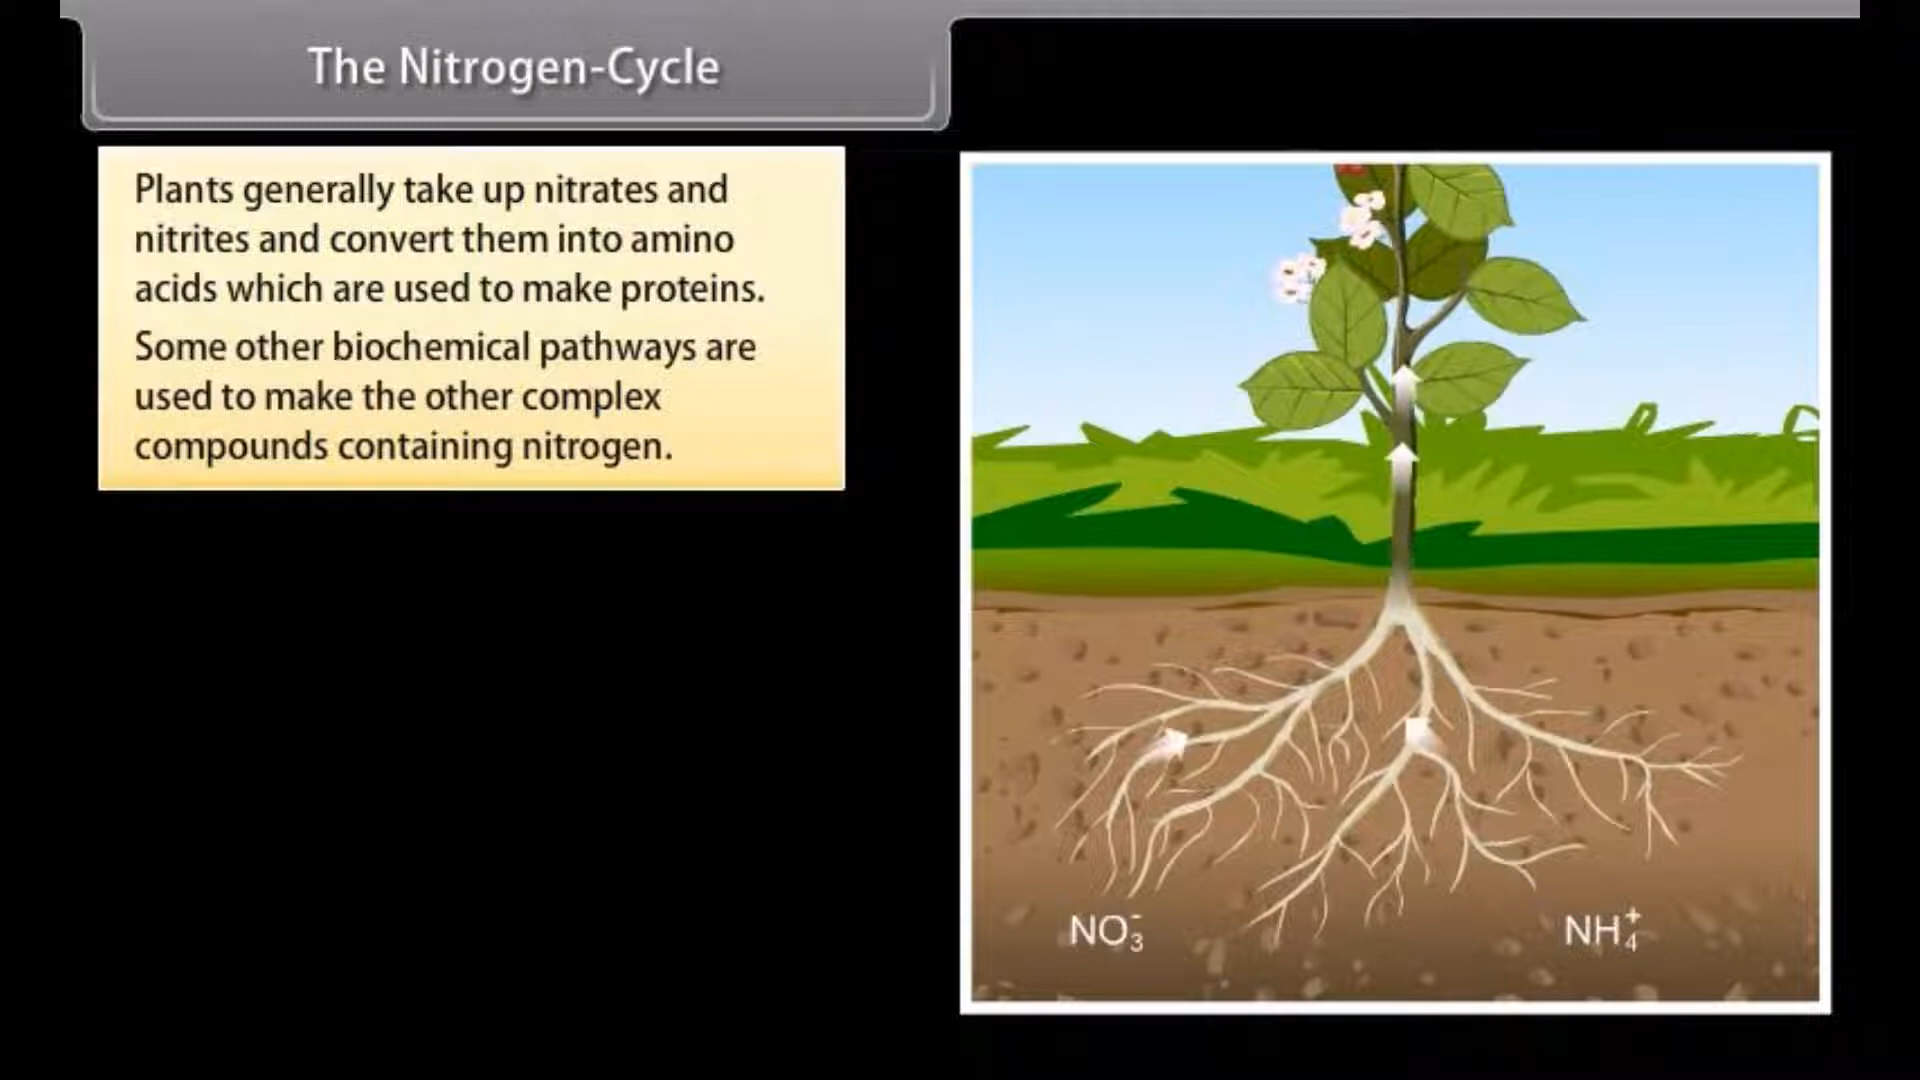 The Nitrogen-Cycle
Plants generally take up nitrates and
nitrites and convert them into amino
acids which are used to make proteins.
Some other biochemical pathways are
used to make the other complex
compounds containing nitrogen.
NO₃⁻
NH₄⁺